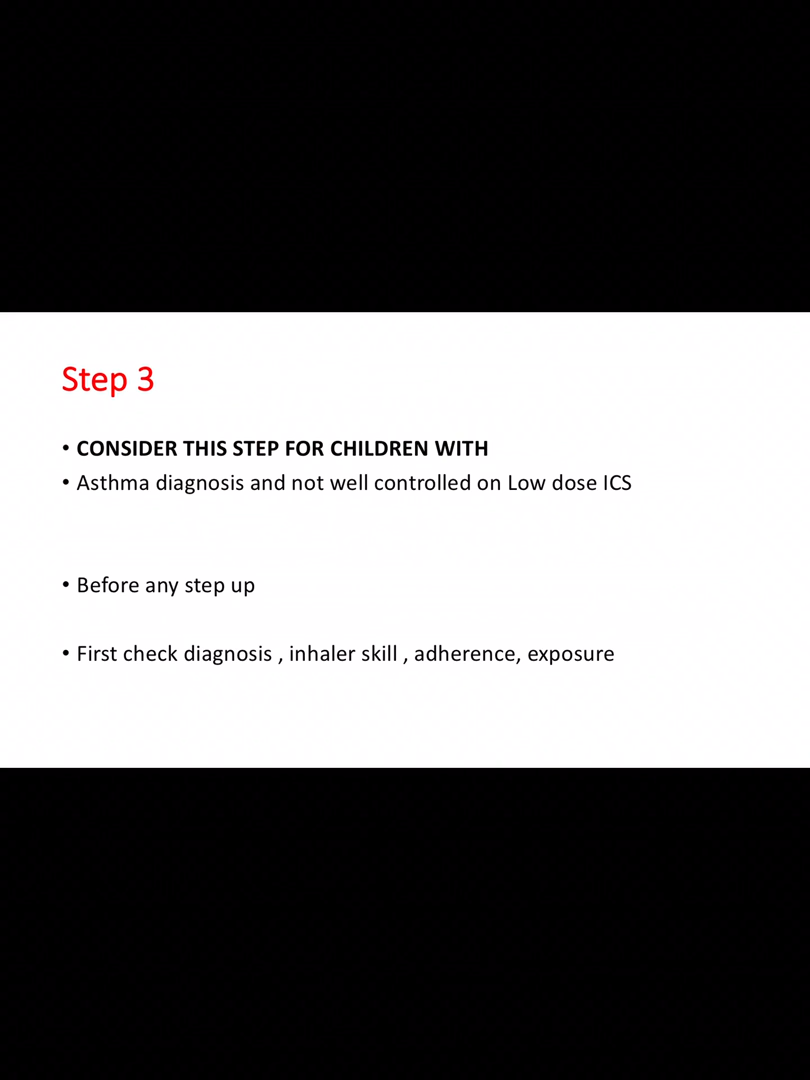 Step 3
• CONSIDER THIS STEP FOR CHILDREN WITH
• Asthma diagnosis and not well controlled on Low dose ICS
• Before any step up
• First check diagnosis , inhaler skill , adherence, exposure